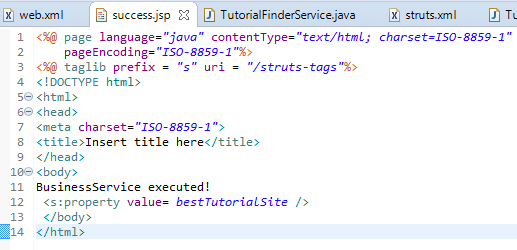 web.xml success.jsp TutorialFinderService.java struts.xml Tu
1 <%@ page language="java" contentType="text/html; charset=ISO-8859-1"
2 pageEncoding="ISO-8859-1"%>
3 <%@ taglib prefix = "s" uri = "/struts-tags"%>
4 <!DOCTYPE html>
5 <html>
6 <head>
7 <meta charset="ISO-8859-1">
8 <title>Insert title here</title>
9 </head>
10 <body>
11 BusinessService executed!
12 <s:property value= bestTutorialSite />
13 </body>
14 </html>